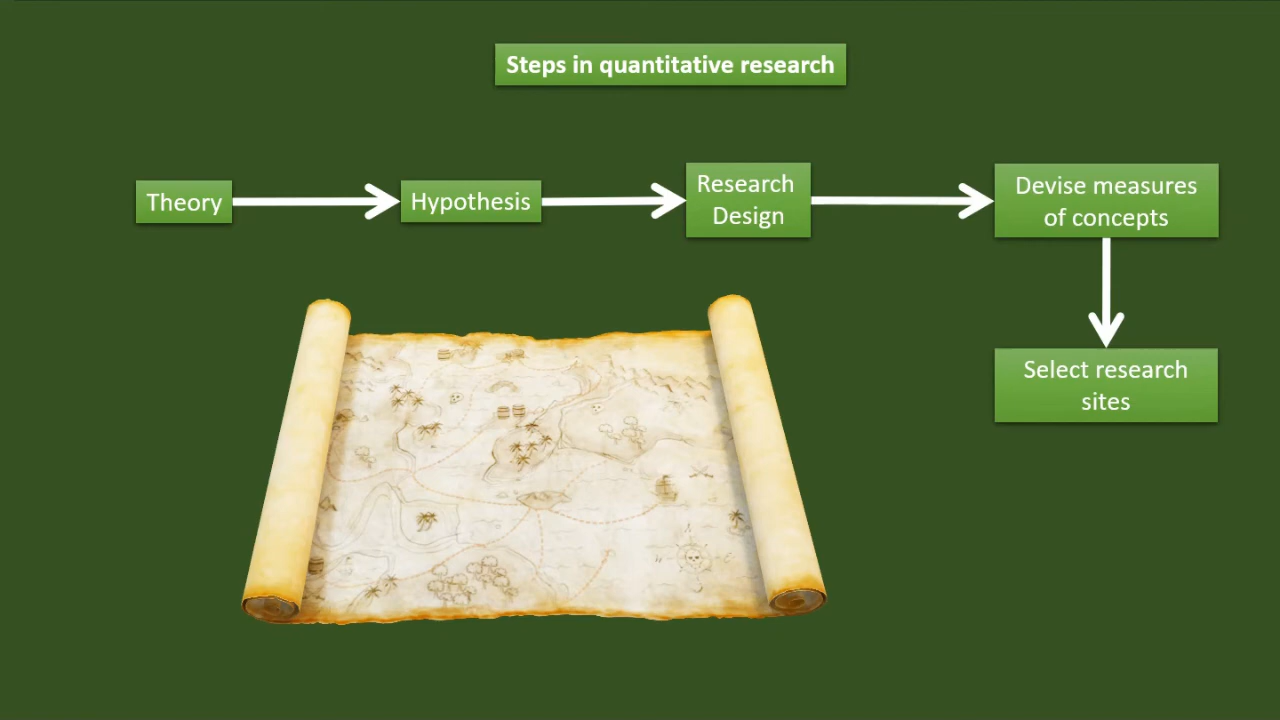 Steps in quantitative research
Theory
Hypothesis
Research
Design
Devise measures
of concepts
Select research
sites